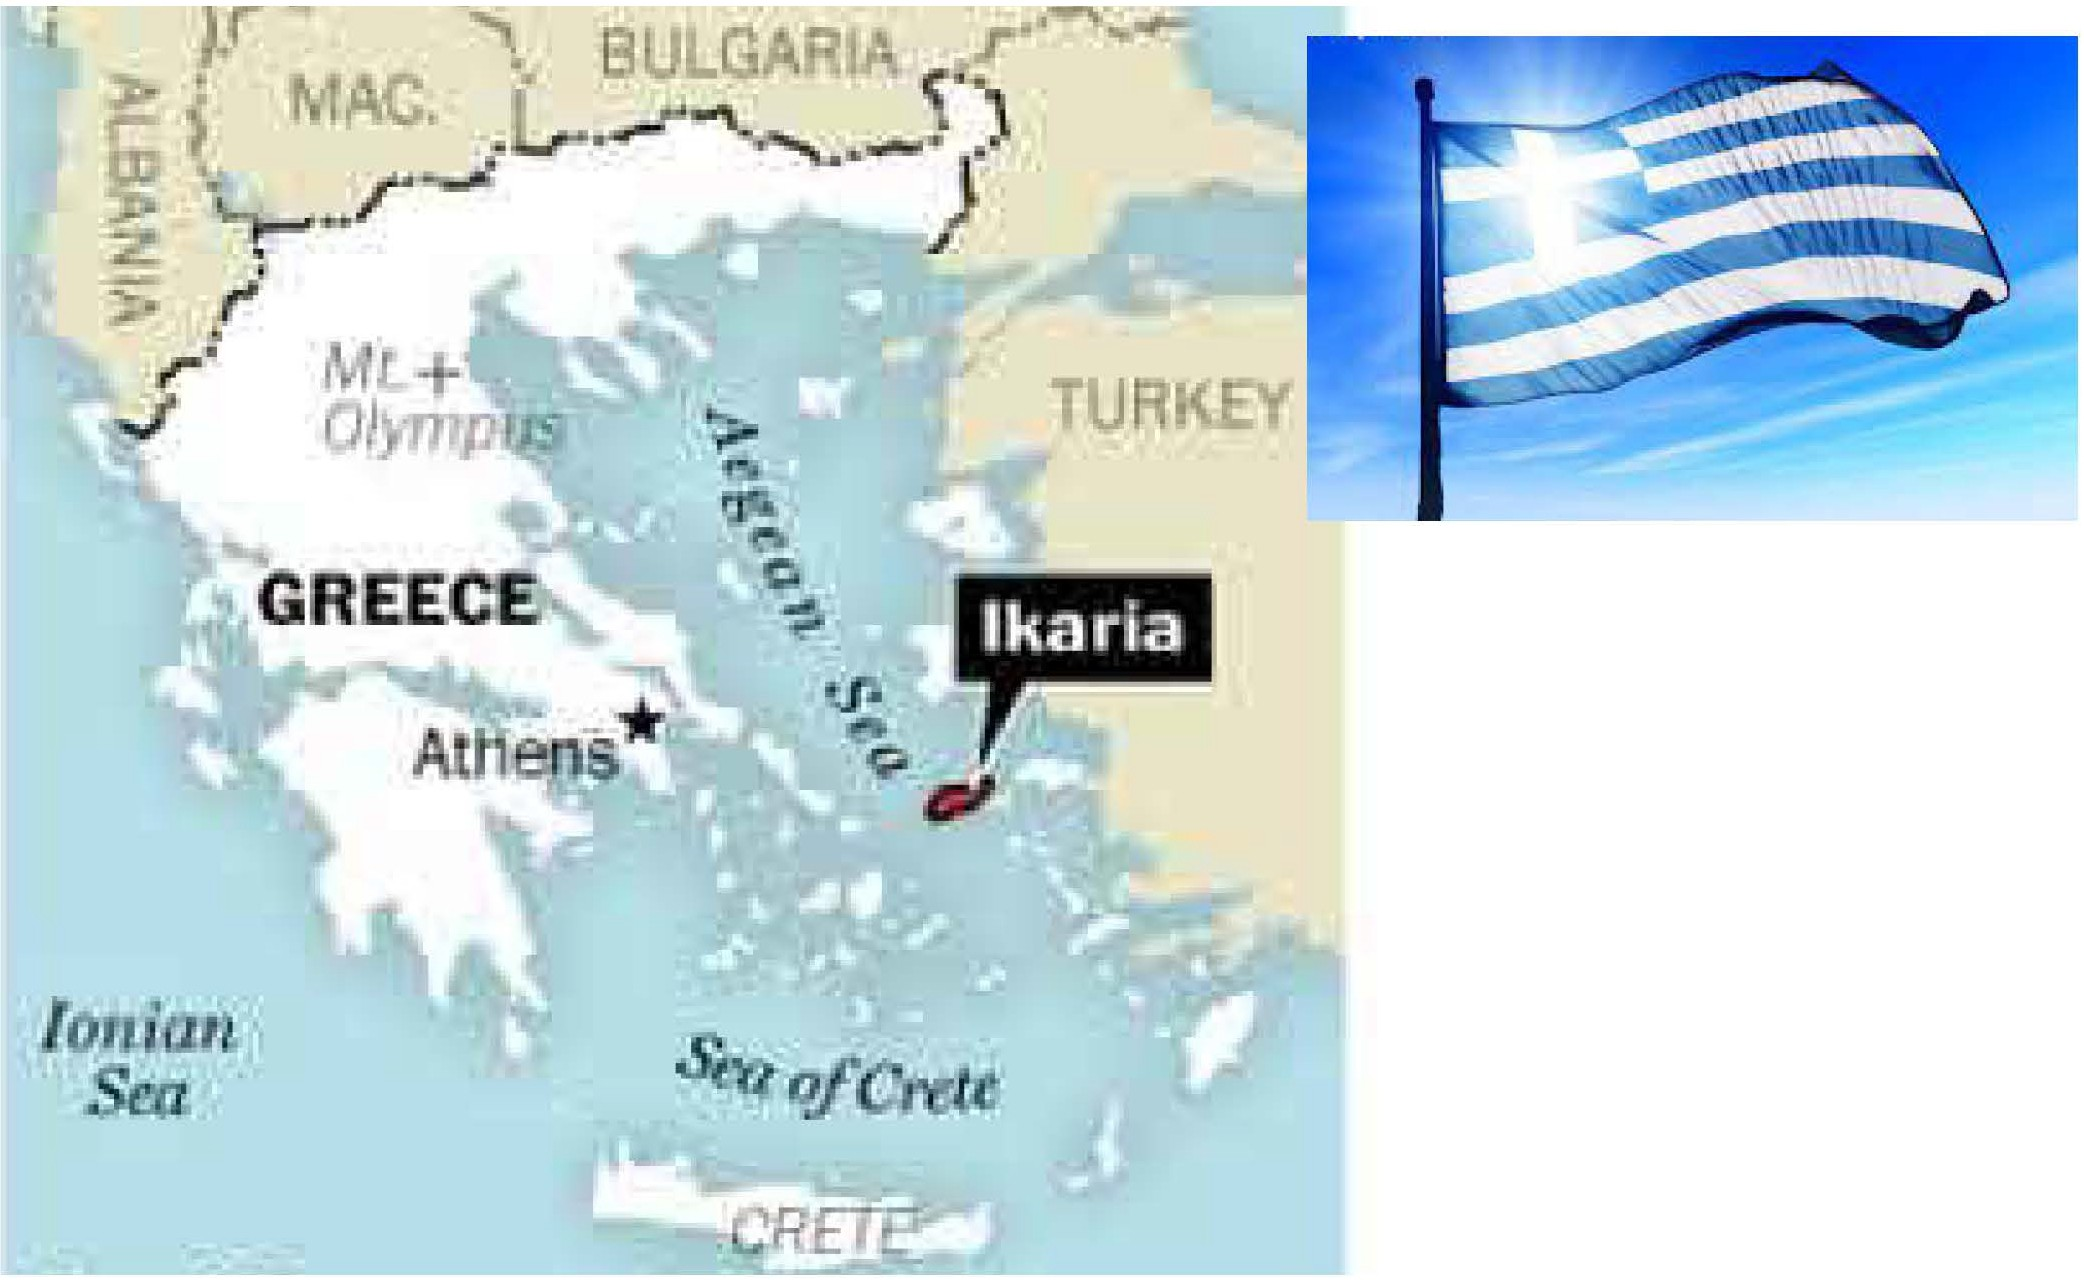 BULGARIA
MAC.
ALBANIA
Mt.
Olympus
TURKEY
Aegean Sea
GREECE
Ikaria
Athens
Ionian
Sea
Sea of Crete
CRETE